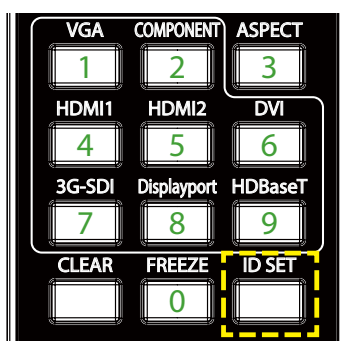 VGA COMPONENT ASPECT
1 2 3
HDMI1 HDMI2 DVI
4 5 6
3G-SDI Displayport HDBaseT
7 8 9
CLEAR FREEZE ID SET
0